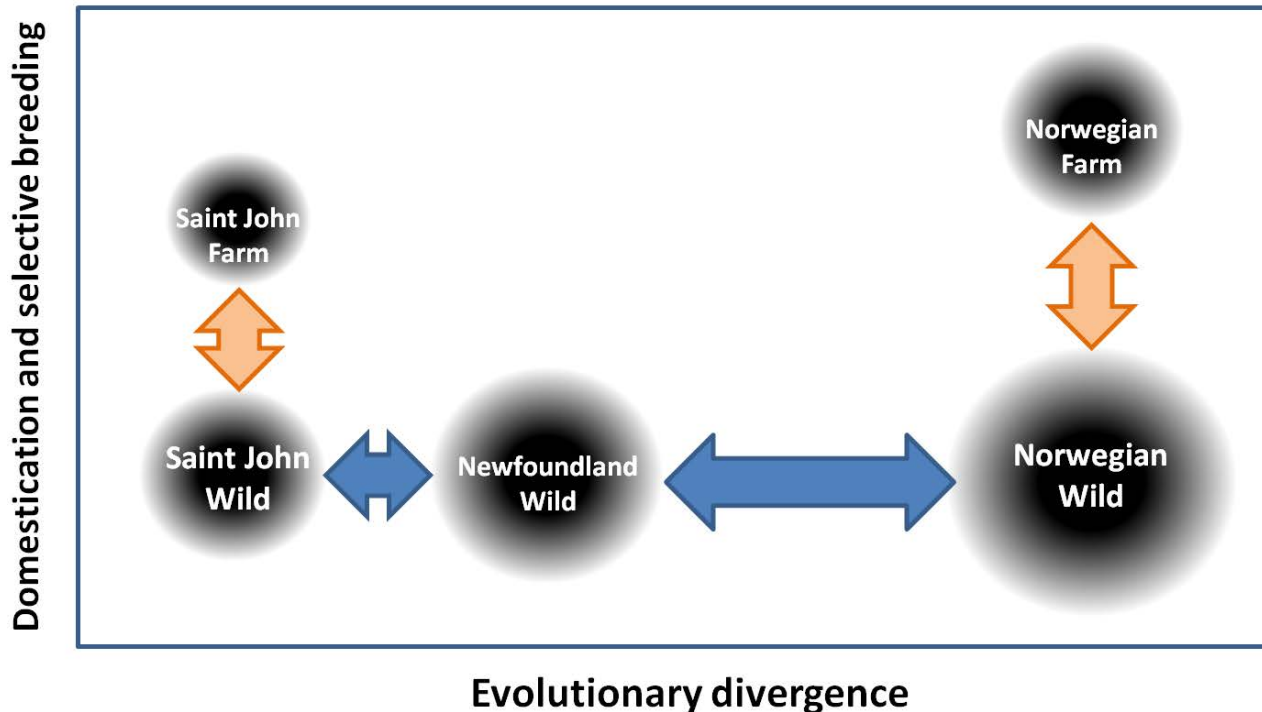 Domestication and selective breeding
Norwegian
Farm
Saint John
Farm
Saint John
Wild
Newfoundland
Wild
Norwegian
Wild
Evolutionary divergence